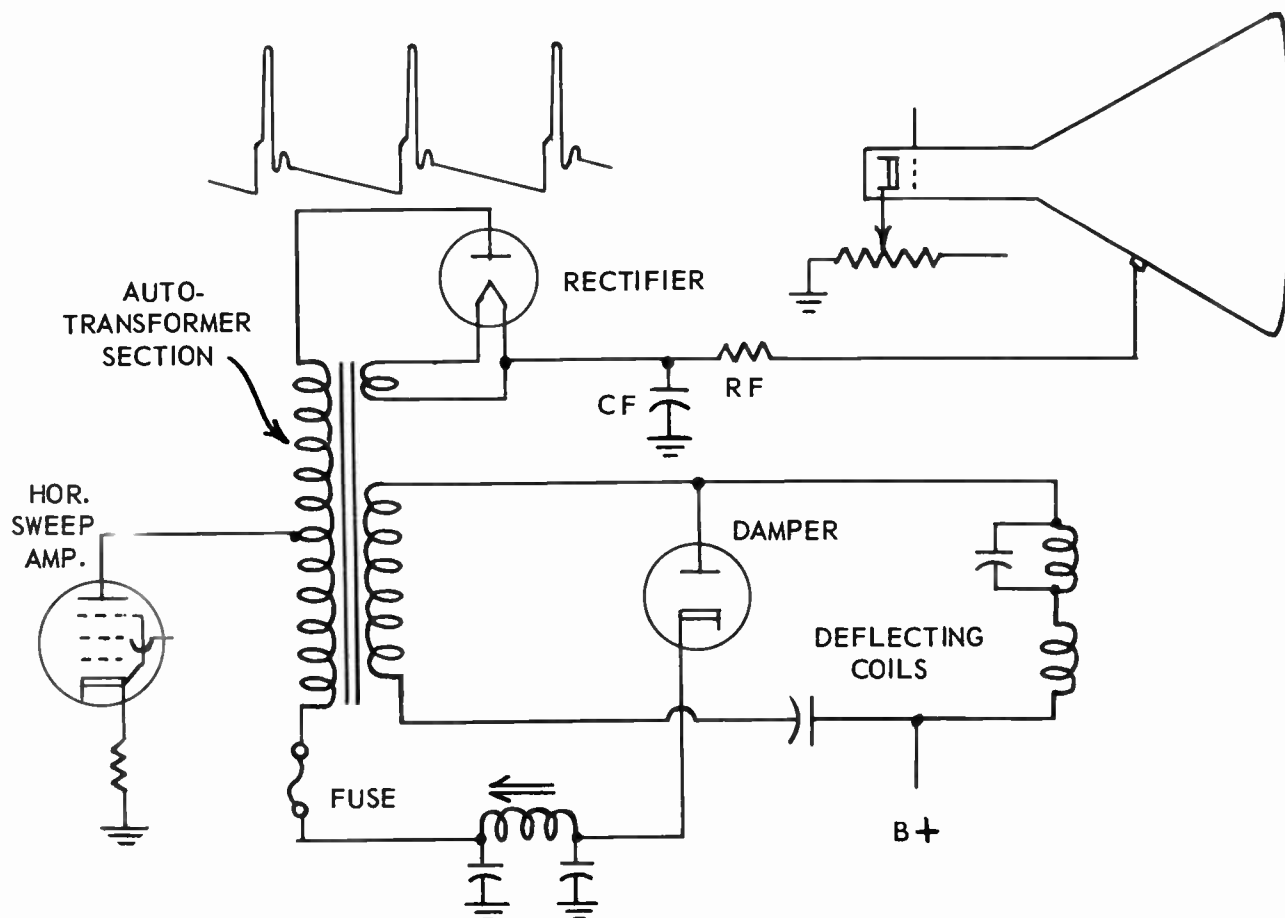 RECTIFIER
AUTO-
TRANSFORMER
SECTION
CF
RF
HOR.
SWEEP
AMP.
DAMPER
DEFLECTING
COILS
FUSE
B+